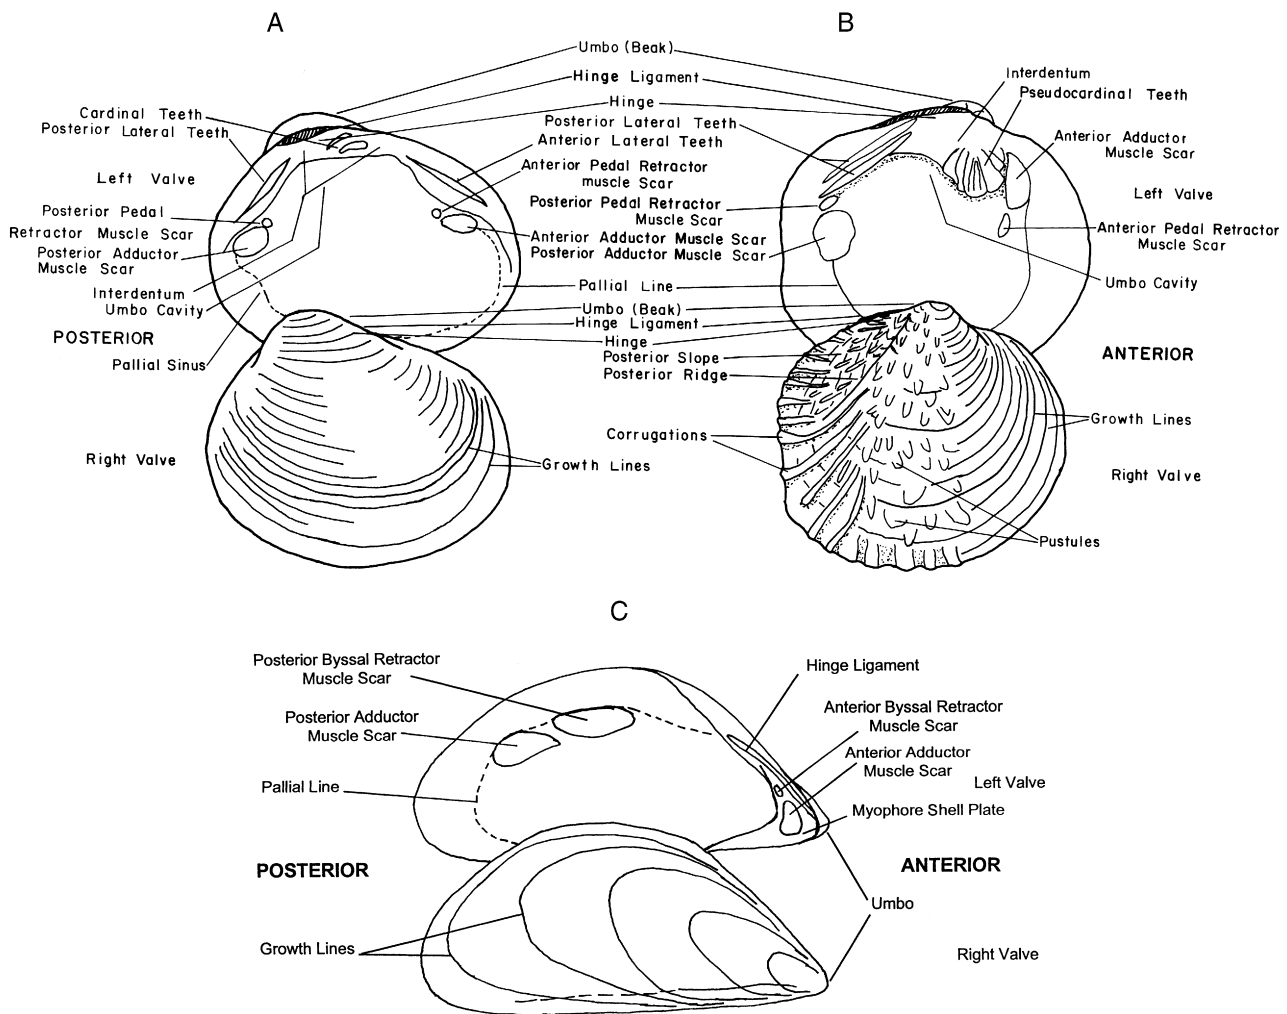 A
B
Umbo (Beak)
Hinge Ligament
Hinge
Cardinal Teeth
Posterior Lateral Teeth
Left Valve
Posterior Pedal
Retractor Muscle Scar
Posterior Adductor
Muscle Scar
Interdentum
Umbo Cavity
POSTERIOR
Pallial Sinus
Right Valve
Posterior Lateral Teeth
Anterior Lateral Teeth
Anterior Pedal Retractor
muscle Scar
Posterior Pedal Retractor
Muscle Scar
Anterior Adductor Muscle Scar
Posterior Adductor Muscle Scar
Pallial Line
Umbo (Beak)
Hinge Ligament
Hinge
Posterior Slope
Posterior Ridge
Corrugations
Growth Lines
Interdentum
Pseudocardinal Teeth
Anterior Adductor
Muscle Scar
Left Valve
Anterior Pedal Retractor
Muscle Scar
Umbo Cavity
ANTERIOR
Growth Lines
Right Valve
Pustules
C
Posterior Byssal Retractor
Muscle Scar
Posterior Adductor
Muscle Scar
Pallial Line
POSTERIOR
Growth Lines
Hinge Ligament
Anterior Byssal Retractor
Muscle Scar
Anterior Adductor
Muscle Scar
Left Valve
Myophore Shell Plate
ANTERIOR
Umbo
Right Valve